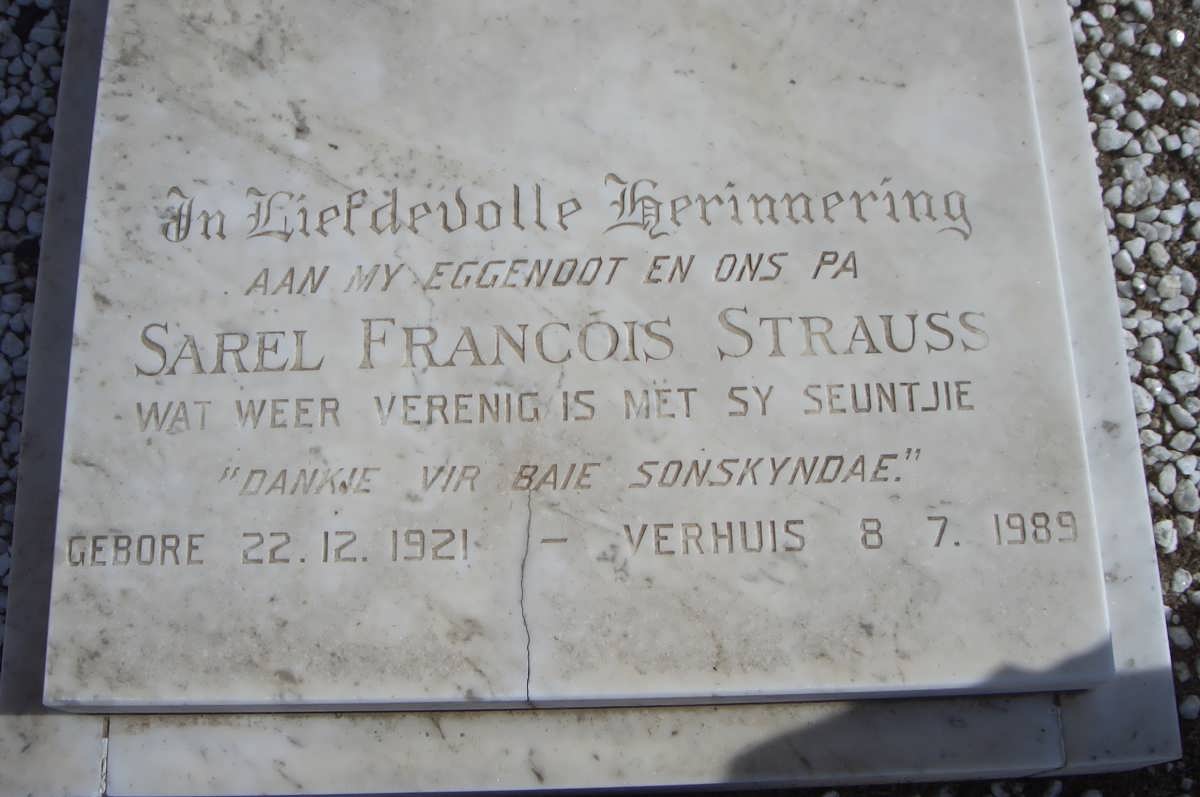 In Liefdevolle Herinnering
AAN MY EGGENOOT EN ONS PA
SAREL FRANCOIS STRAUSS
WAT WEER VERENIG IS MET SY SEUNTJIE
"DANKJE VIR BAIE SONSKYNDAE."
GEBORE 22.12.1921 - VERHUIS 8 7. 1989